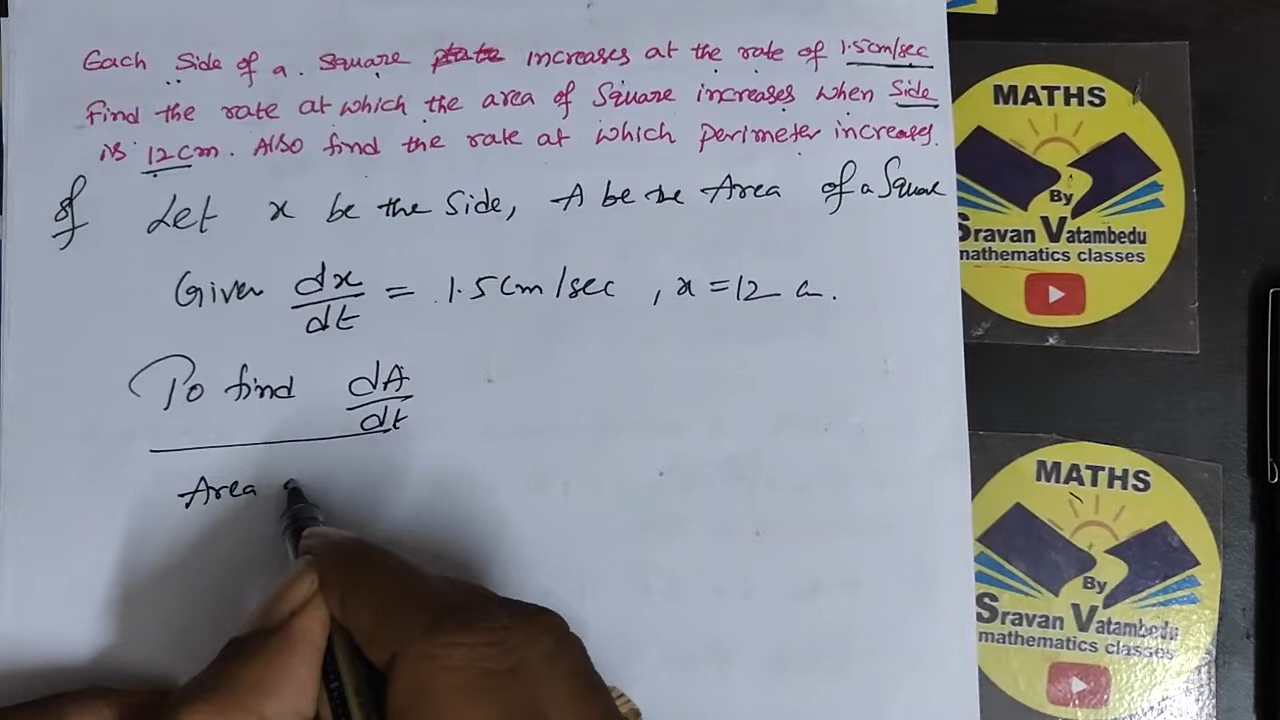 Each Side of a. Square plate increases at the rate of 1.5cm/sec
Find the rate at which the area of Square increases when Side
is 12cm. Also find the rate at which perimeter increases.
Let x be the Side, A be the Area of a Square
Given dx/dt = 1.5cm/sec, x=12 c.
To find dA/dt
Area
MATHS
By
Sravan Vatambedu
mathematics classes
MATHS
By
Sravan Vatambedu
mathematics classes